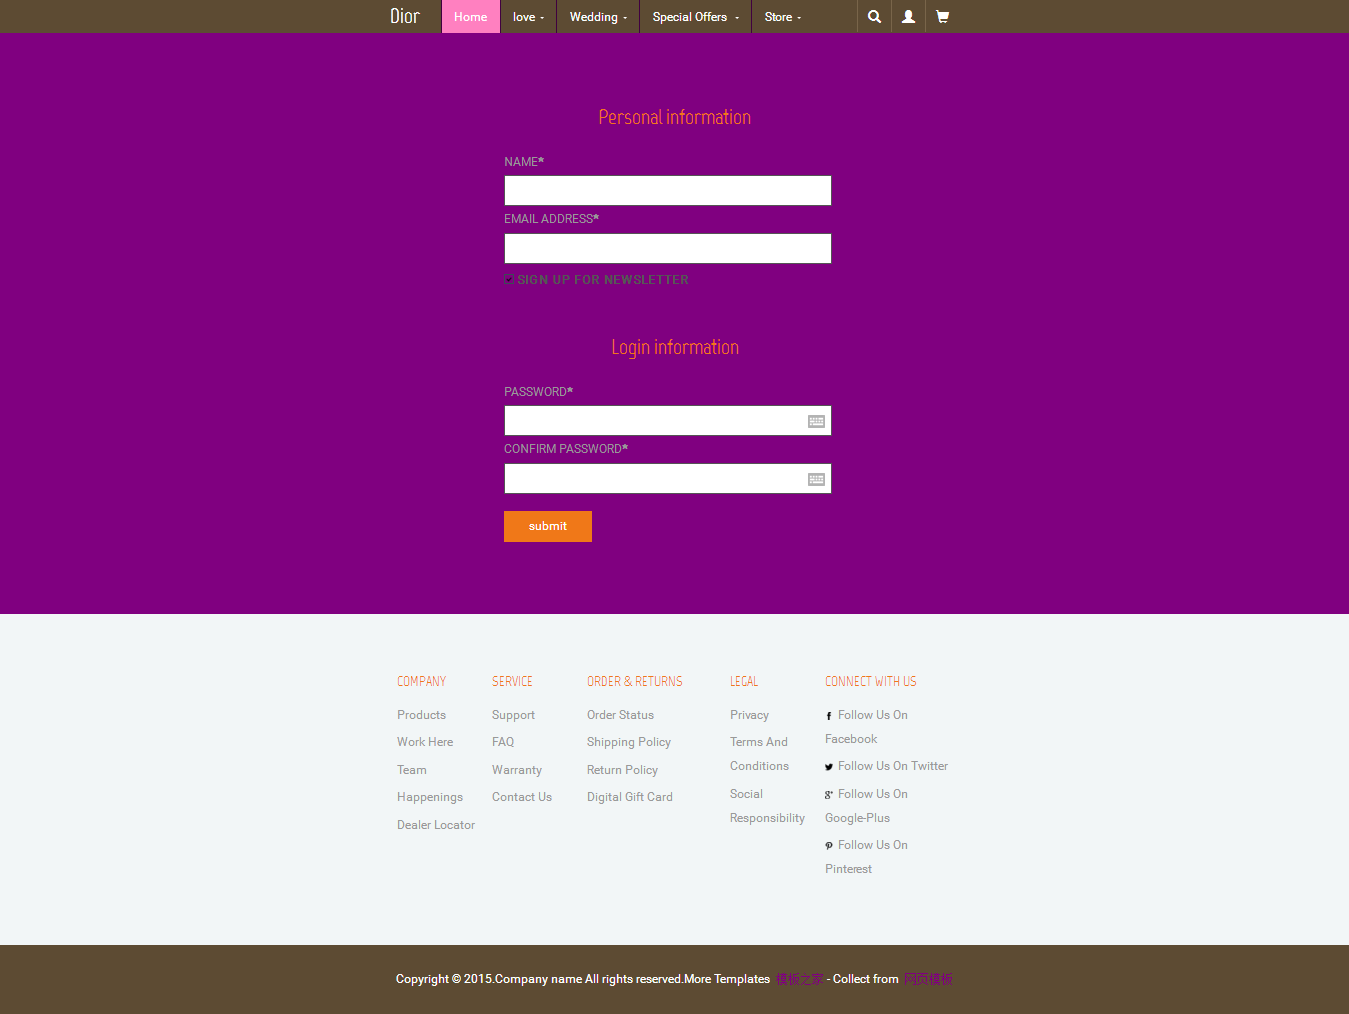 Dior Home love Wedding Special Offers Store
Personal information
NAME*
EMAIL ADDRESS*
SIGN UP FOR NEWSLETTER
Login information
PASSWORD*
CONFIRM PASSWORD*
submit
COMPANY
Products
Work Here
Team
Happenings
Dealer Locator
SERVICE
Support
FAQ
Warranty
Contact Us
ORDER & RETURNS
Order Status
Shipping Policy
Return Policy
Digital Gift Card
LEGAL
Privacy
Terms And
Conditions
Social
Responsibility
CONNECT WITH US
Follow Us On
Facebook
Follow Us On Twitter
Follow Us On
Google-Plus
Follow Us On
Pinterest
Copyright © 2015.Company name All rights reserved.More Templates 模板之家 - Collect from 网页模板